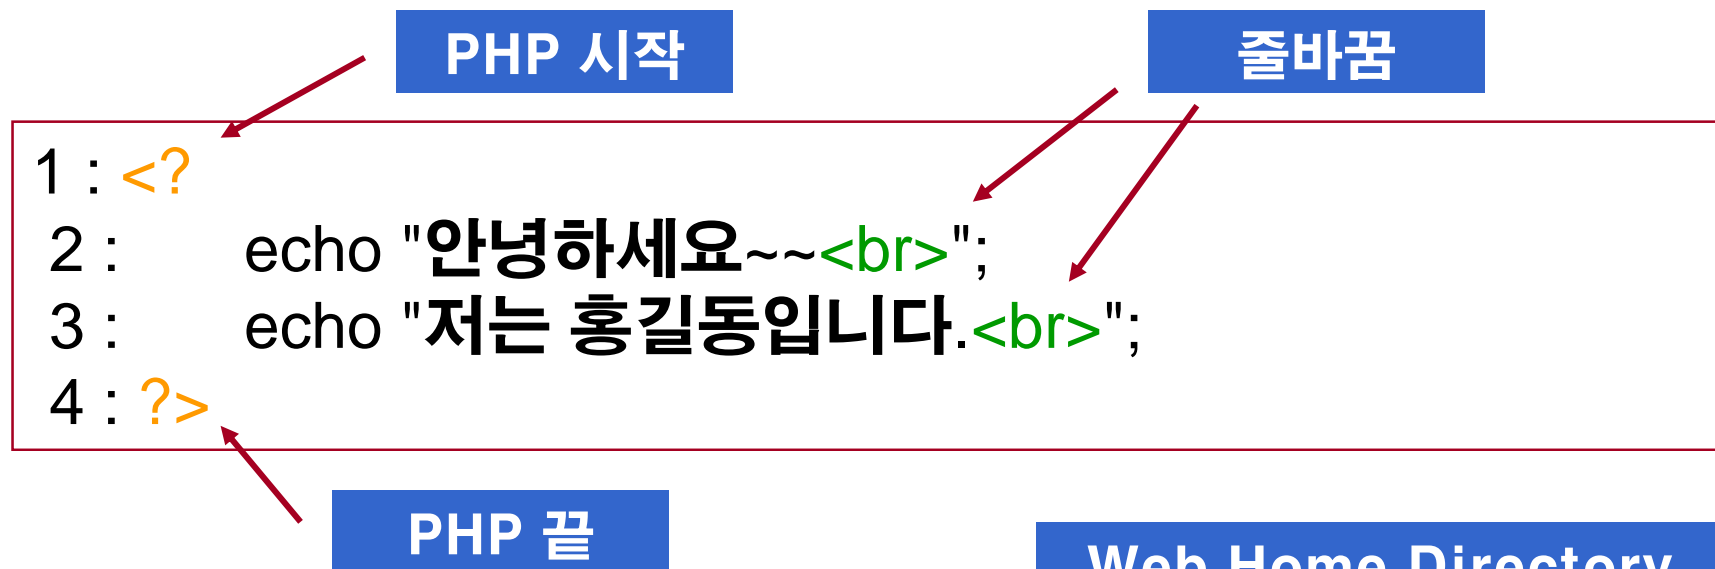 PHP 시작
줄바꿈
1 : <?
2 : echo "안녕하세요~~<br>";
3 : echo "저는 홍길동입니다.<br>";
4 : ?>
PHP 끝
Web Home Directory